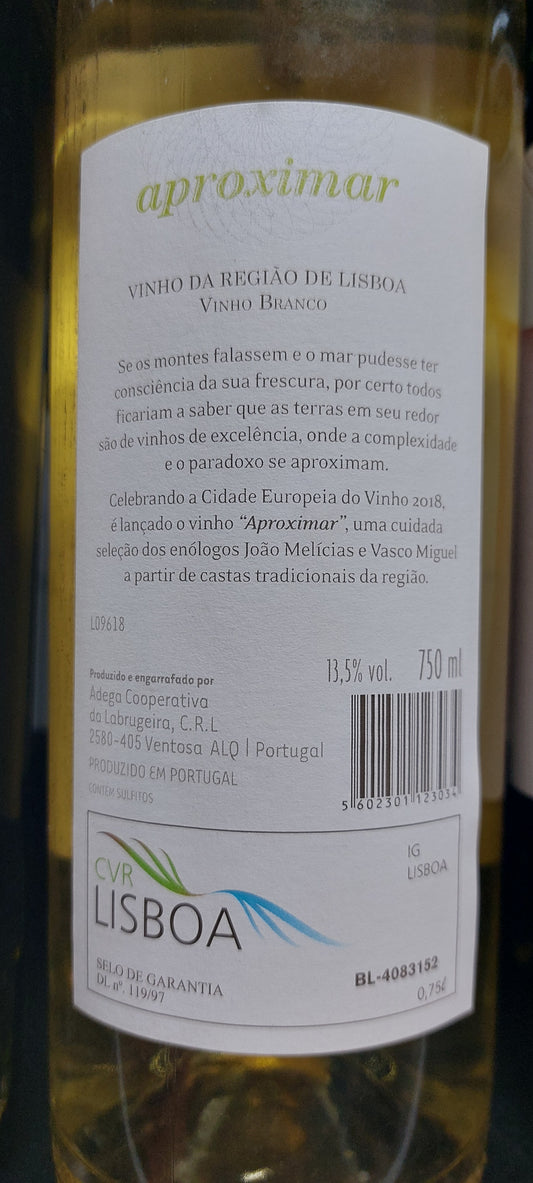 aproximar
VINHO DA REGIÃO DE LISBOA
VINHO BRANCO
Se os montes falassem e o mar pudesse ter
consciência da sua frescura, por certo todos
ficariam a saber que as terras em seu redor
são de vinhos de excelência, onde a complexidade
e o paradoxo se aproximam.
Celebrando a Cidade Europeia do Vinho 2018,
é lançado o vinho “Aproximar”, uma cuidada
seleção dos enólogos João Melícias e Vasco Miguel
a partir de castas tradicionais da região.
L09618
13,5% vol. 750 ml
Produzido e engarrafado por
Adega Cooperativa
da Labrugeira, C.R.L
2580-405 Ventosa ALQ | Portugal
PRODUZIDO EM PORTUGAL
CONTÉM SULFITOS
5 602301 123034
CVR
LISBOA
IG
LISBOA
SELO DE GARANTIA
DL nº. 119/97
BL-4083152
0,75ℓ